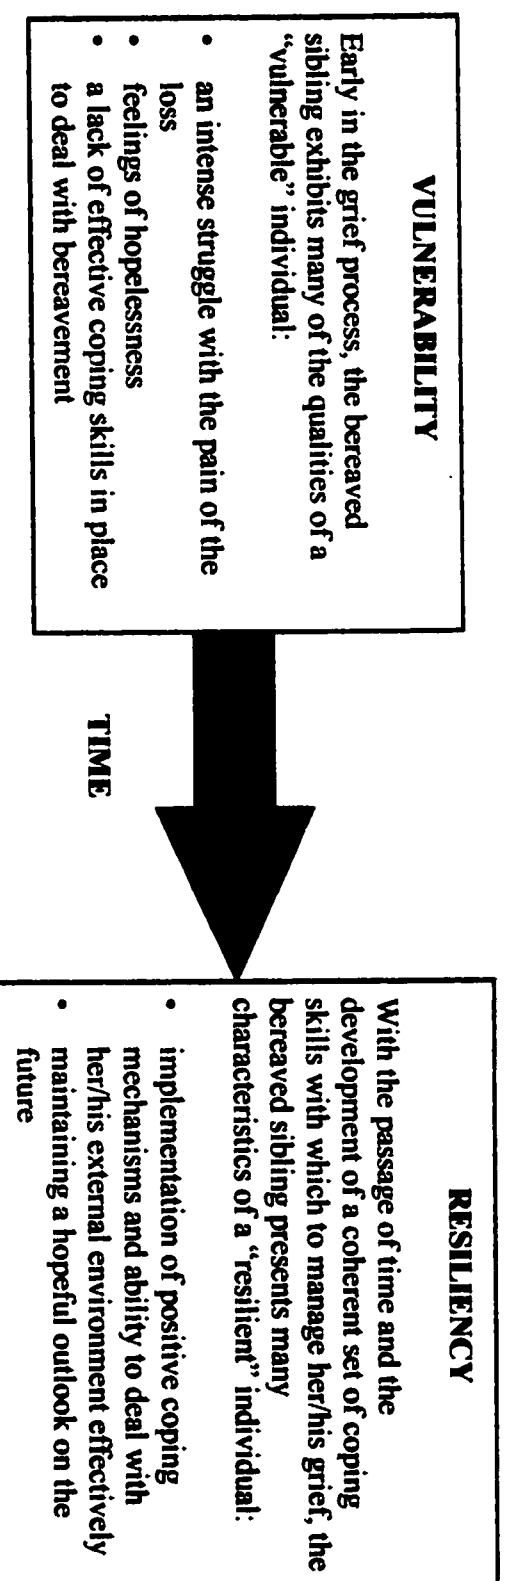 VULNERABILITY
Early in the grief process, the bereaved
sibling exhibits many of the qualities of a
“vulnerable” individual:
• an intense struggle with the pain of the
loss
• feelings of hopelessness
• a lack of effective coping skills in place
to deal with bereavement
TIME
RESILIENCY
With the passage of time and the
development of a coherent set of coping
skills with which to manage her/his grief, the
bereaved sibling presents many
characteristics of a “resilient” individual:
• implementation of positive coping
mechanisms and ability to deal with
her/his external environment effectively
• maintaining a hopeful outlook on the
future